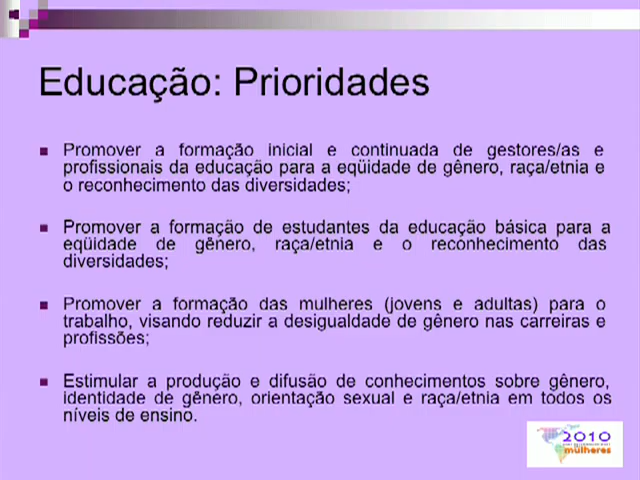 Educação: Prioridades
Promover a formação inicial e continuada de gestores/as e
profissionais da educação para a eqüidade de gênero, raça/etnia e
o reconhecimento das diversidades;
Promover a formação de estudantes da educação básica para a
eqüidade de gênero, raça/etnia e o reconhecimento das
diversidades;
Promover a formação das mulheres (jovens e adultas) para o
trabalho, visando reduzir a desigualdade de gênero nas carreiras e
profissões;
Estimular a produção e difusão de conhecimentos sobre gênero,
identidade de gênero, orientação sexual e raça/etnia em todos os
níveis de ensino.
2010
mulheres